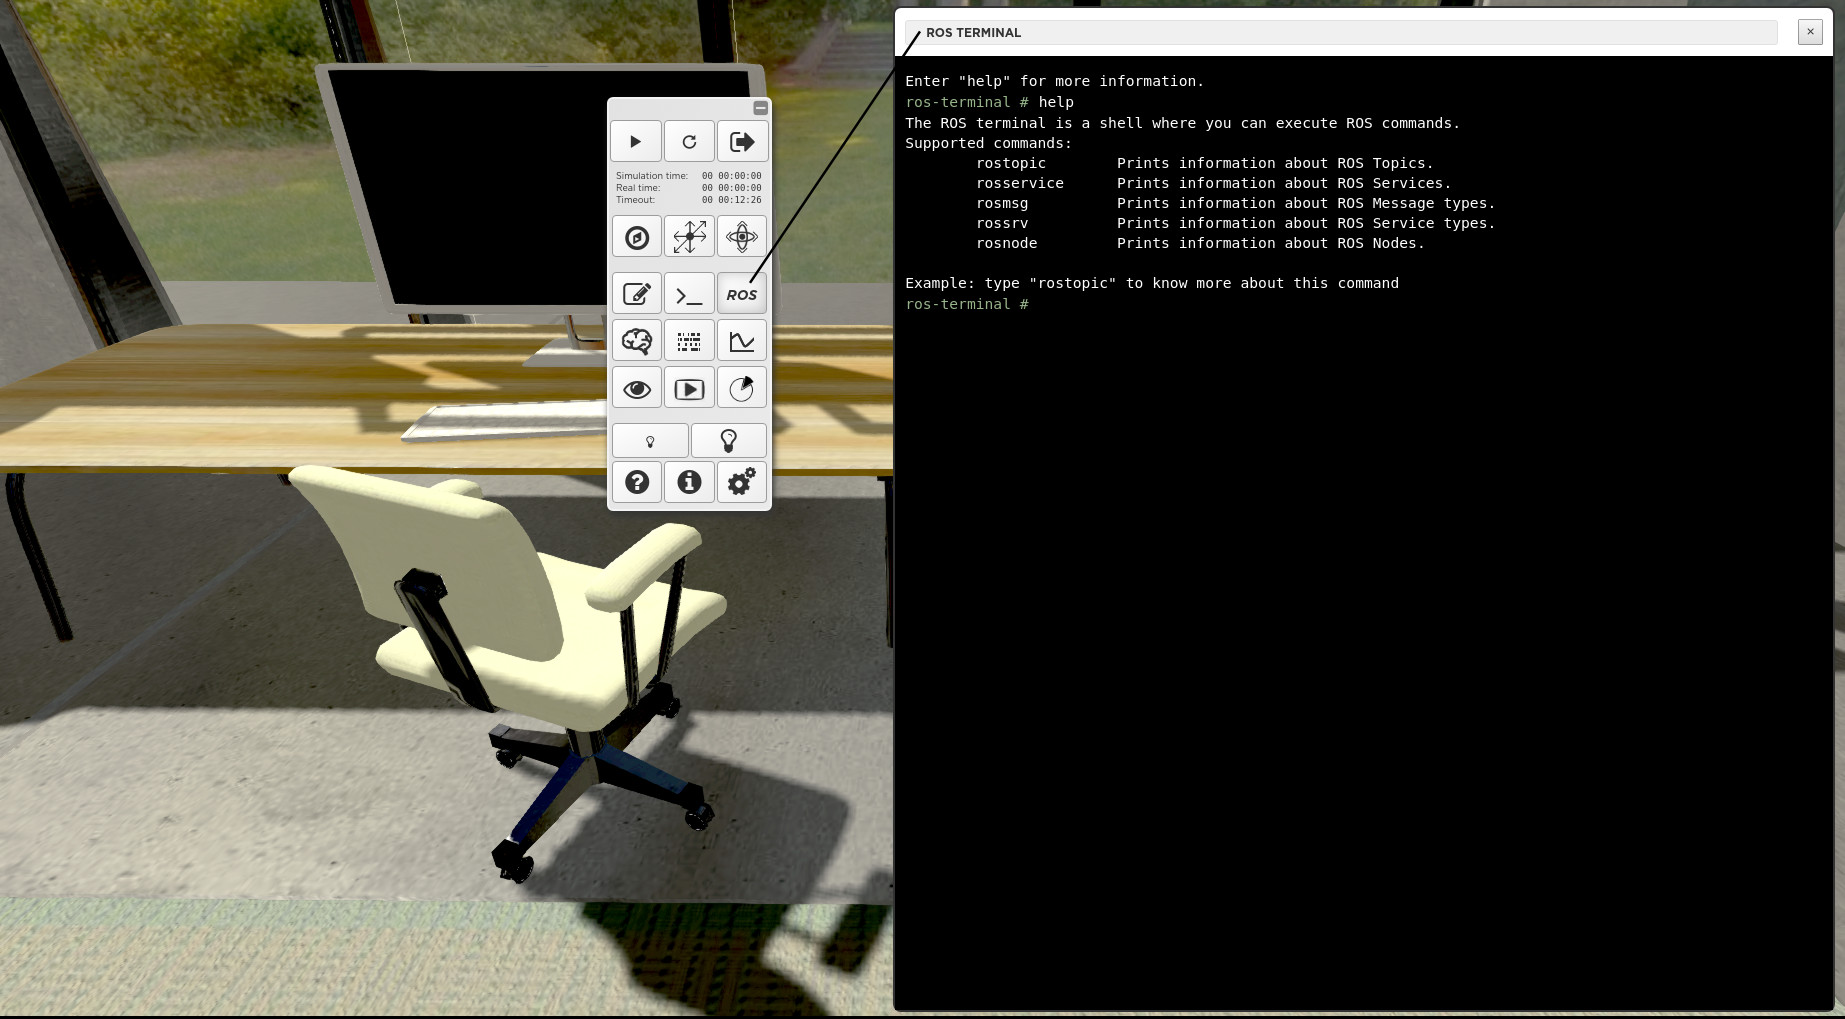 ROS TERMINAL
Enter "help" for more information.
ros-terminal # help
The ROS terminal is a shell where you can execute ROS commands.
Supported commands:
rostopic Prints information about ROS Topics.
rosservice Prints information about ROS Services.
rosmsg Prints information about ROS Message types.
rossrv Prints information about ROS Service types.
rosnode Prints information about ROS Nodes.
Example: type "rostopic" to know more about this command
ros-terminal #
Simulation time: 00 00:00:00
Real time: 00 00:00:00
Timeout: 00 00:12:26
ROS